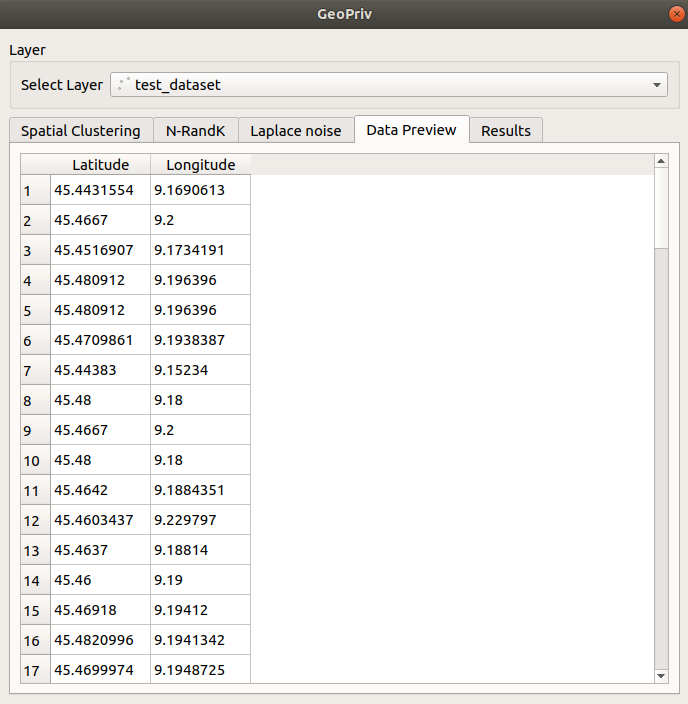 GeoPriv
Layer
Select Layer test_dataset
Spatial Clustering N-RandK Laplace noise Data Preview Results
Latitude Longitude
1 45.4431554 9.1690613
2 45.4667 9.2
3 45.4516907 9.1734191
4 45.480912 9.196396
5 45.480912 9.196396
6 45.4709861 9.1938387
7 45.44383 9.15234
8 45.48 9.18
9 45.4667 9.2
10 45.48 9.18
11 45.4642 9.1884351
12 45.4603437 9.229797
13 45.4637 9.18814
14 45.46 9.19
15 45.46918 9.19412
16 45.4820996 9.1941342
17 45.4699974 9.1948725